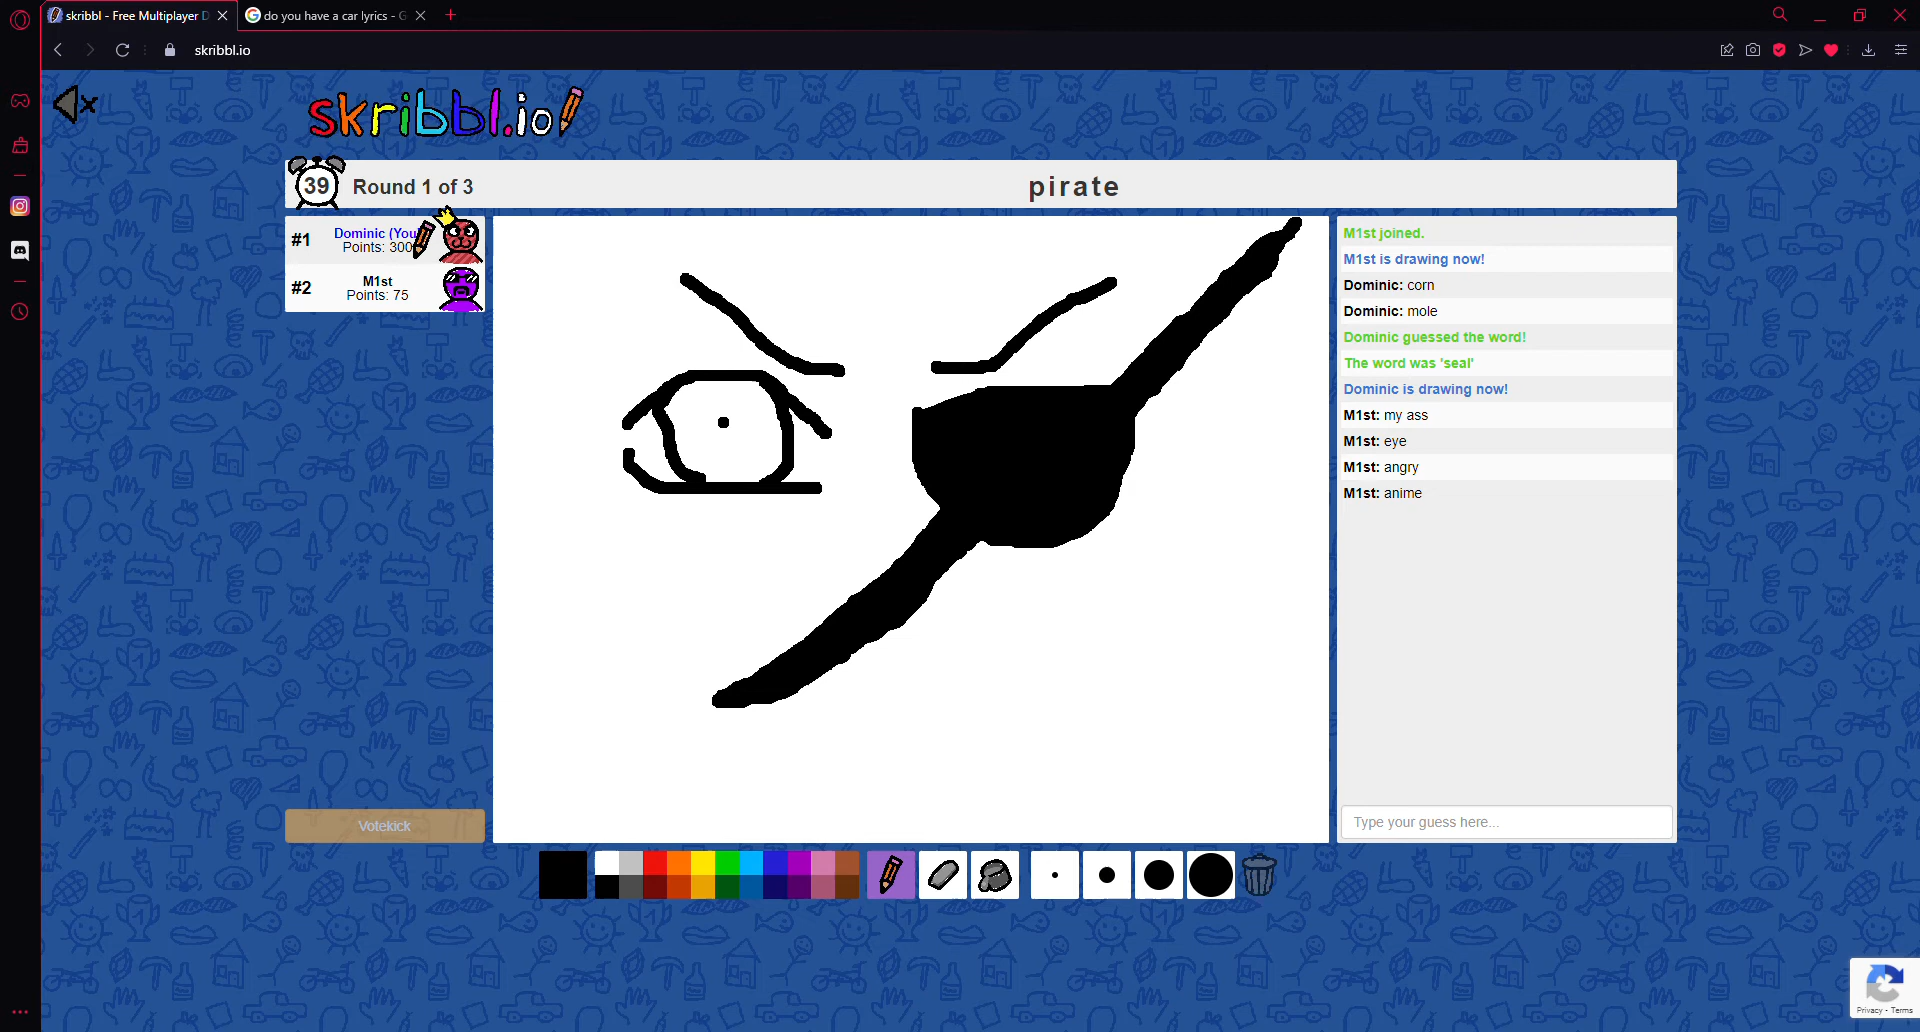 skribbl - Free Multiplayer D
do you have a car lyrics - G
skribbl.io
skribbl.io
39
Round 1 of 3
pirate
#1
Dominic (You
Points: 300
#2
M1st
Points: 75
M1st joined.
M1st is drawing now!
Dominic: corn
Dominic: mole
Dominic guessed the word!
The word was 'seal'
Dominic is drawing now!
M1st: my ass
M1st: eye
M1st: angry
M1st: anime
Votekick
Type your guess here...
Privacy - Terms